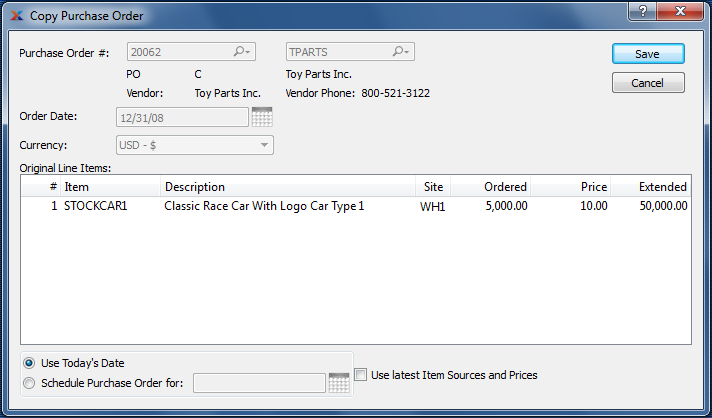 Copy Purchase Order
Purchase Order #: 20062 TPARTS
Save
PO C Toy Parts Inc.
Cancel
Vendor: Toy Parts Inc. Vendor Phone: 800-521-3122
Order Date: 12/31/08
Currency: USD - $
Original Line Items:
# Item Description Site Ordered Price Extended
1 STOCKCAR1 Classic Race Car With Logo Car Type 1 WH1 5,000.00 10.00 50,000.00
Use Today's Date
Use latest Item Sources and Prices
Schedule Purchase Order for: